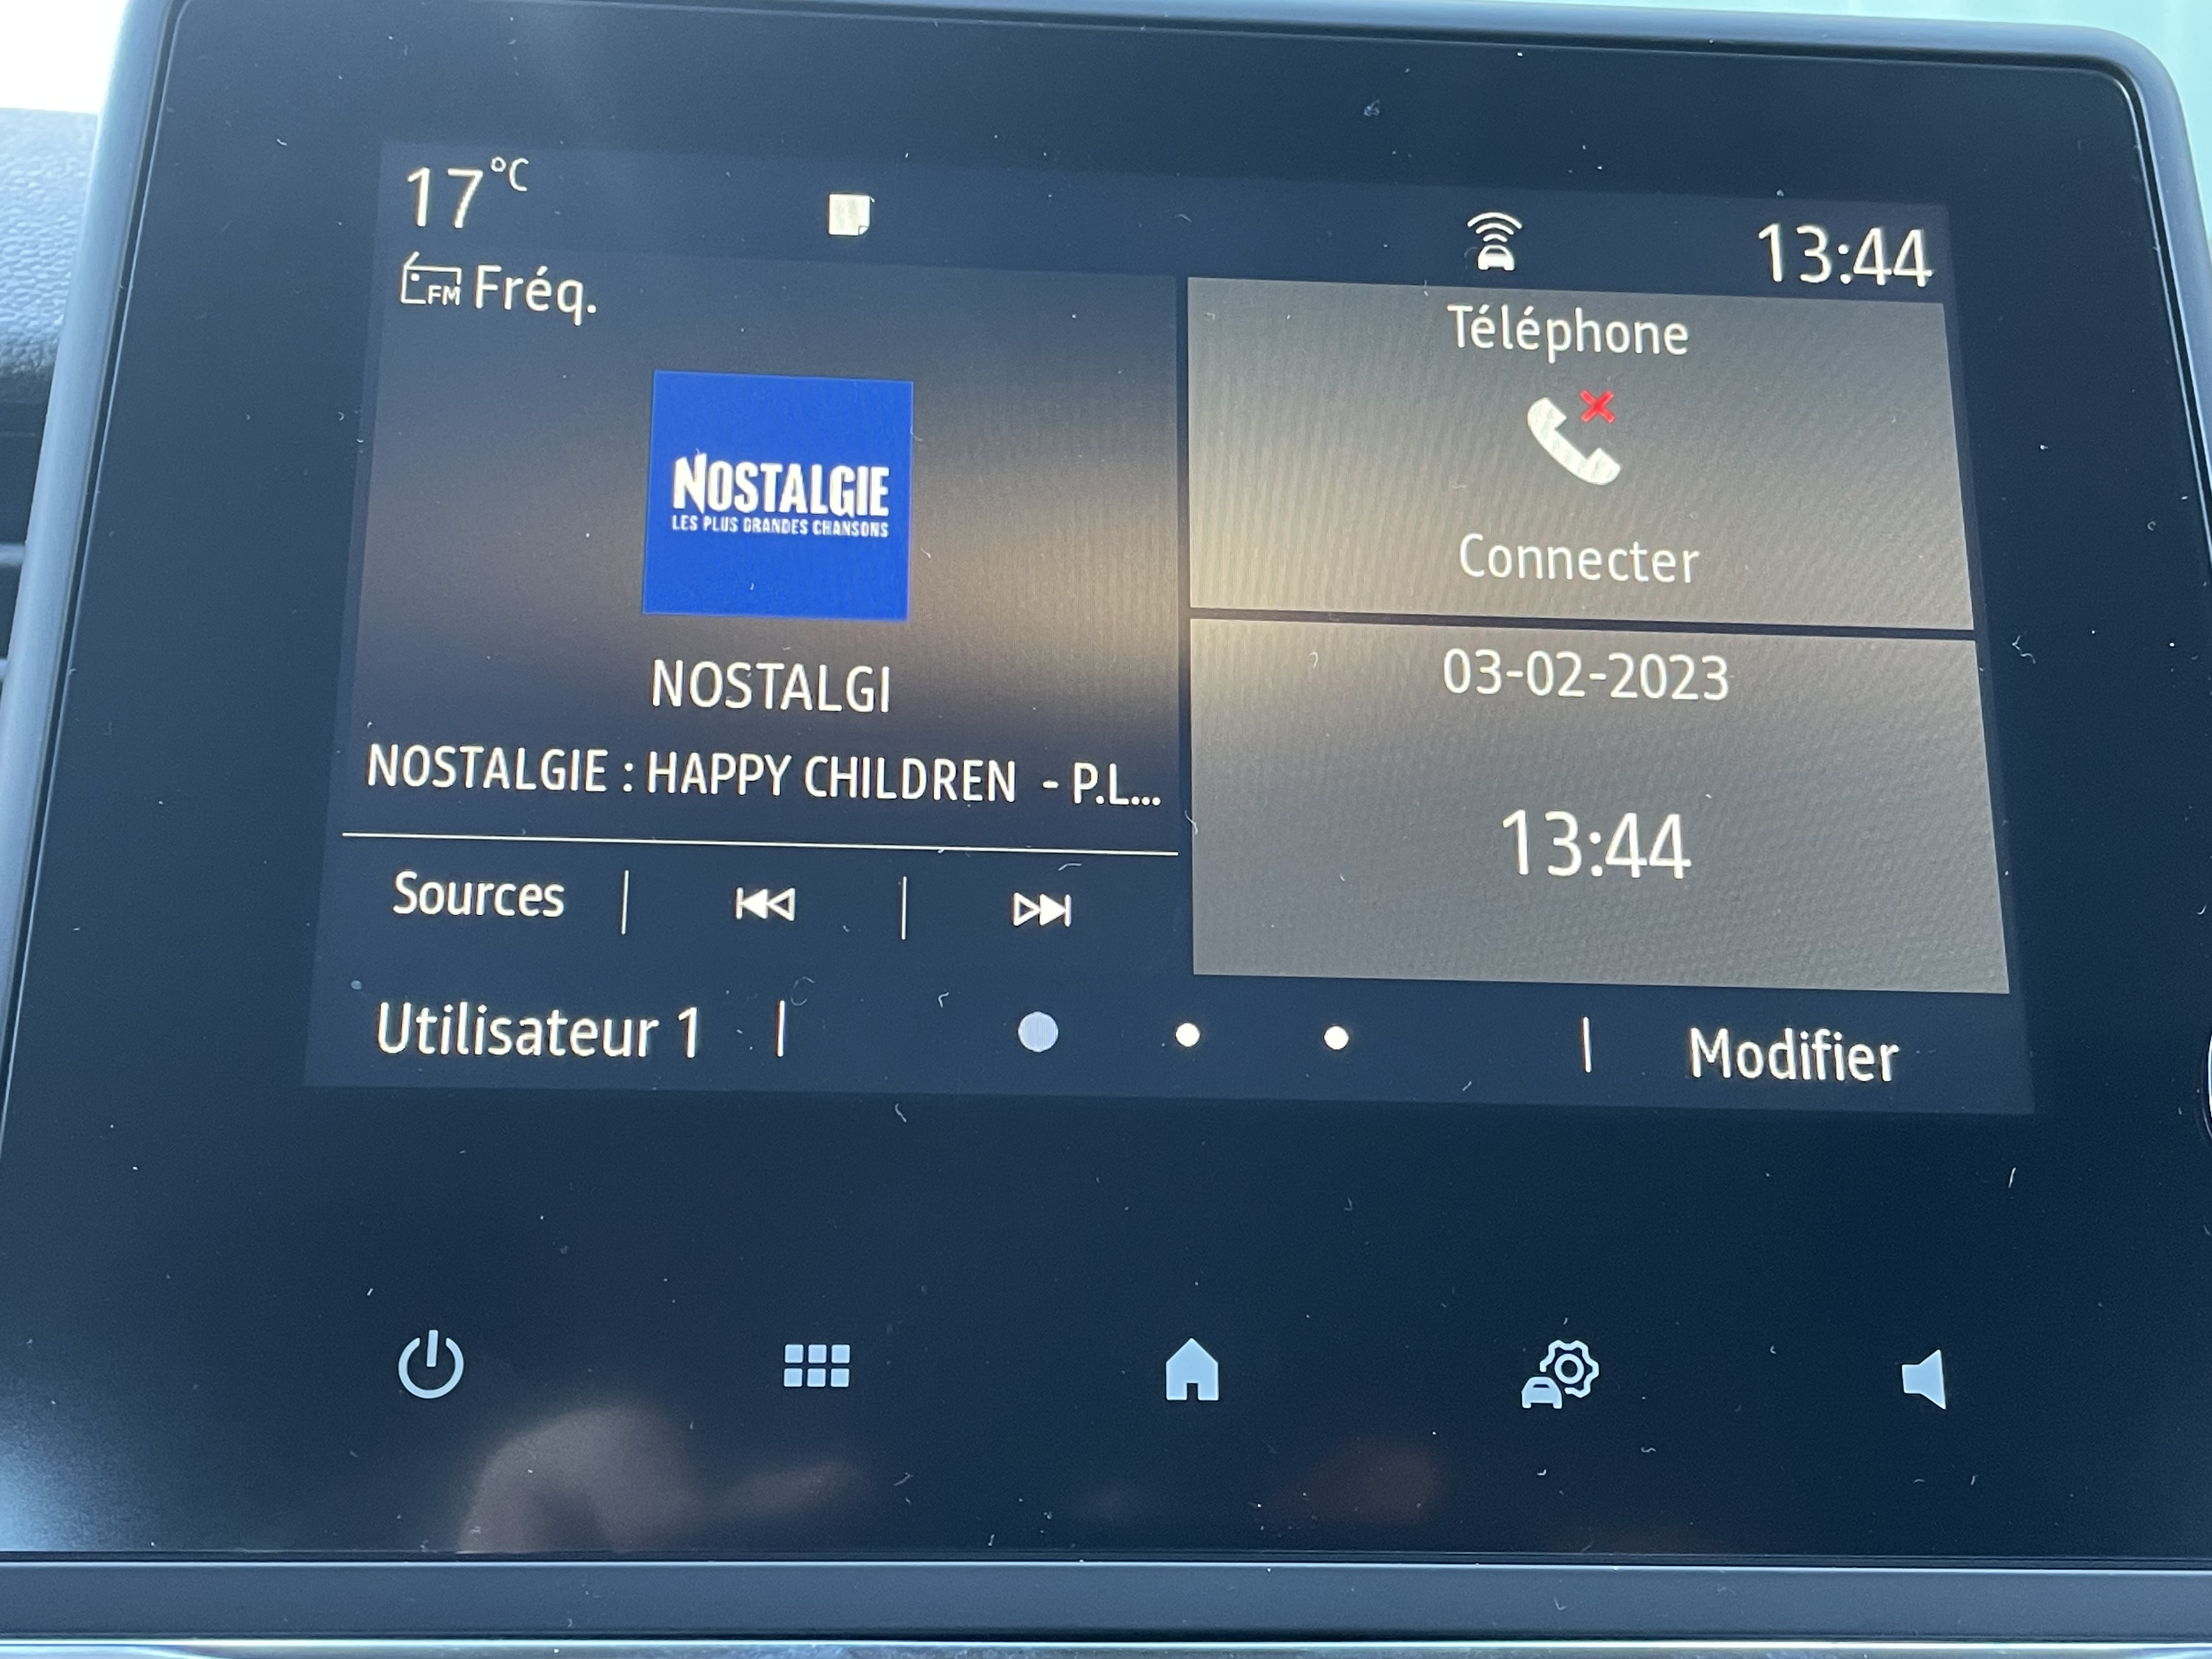 17°C
13:44
FM Fréq.
NOSTALGIE
LES PLUS GRANDES CHANSONS
NOSTALGI
NOSTALGIE : HAPPY CHILDREN - P.L...
Sources
Téléphone
Connecter
03-02-2023
13:44
Utilisateur 1
Modifier